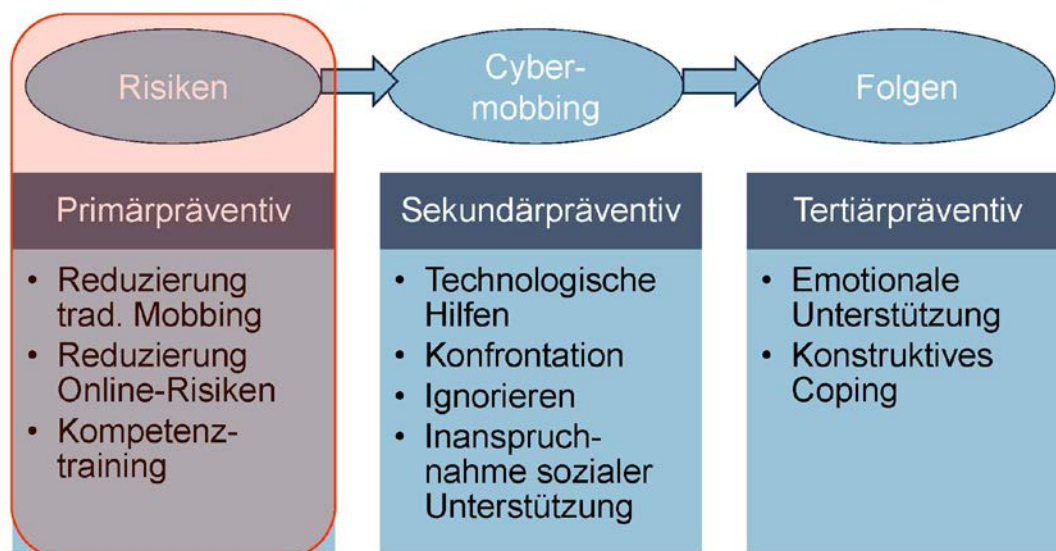 Risiken
Cyber-
mobbing
Folgen
Primärpräventiv
• Reduzierung
trad. Mobbing
• Reduzierung
Online-Risiken
• Kompetenz-
training
Sekundärpräventiv
• Technologische
Hilfen
• Konfrontation
• Ignorieren
• Inanspruch-
nahme sozialer
Unterstützung
Tertiärpräventiv
• Emotionale
Unterstützung
• Konstruktives
Coping